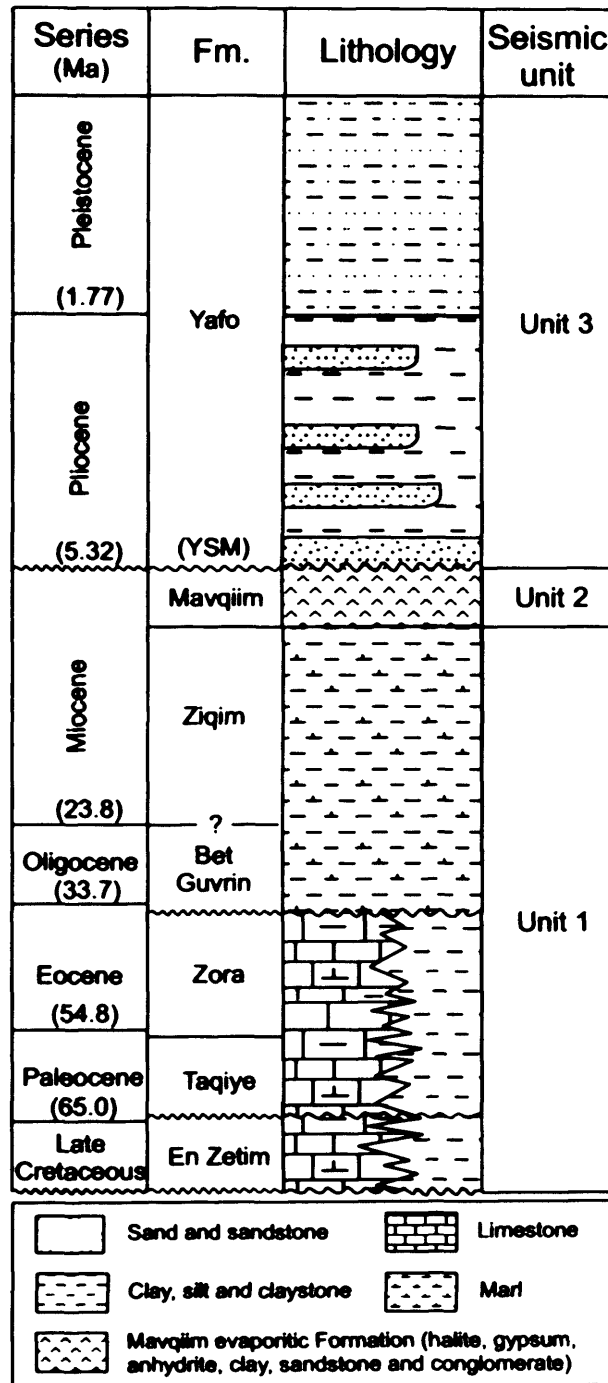 Series
(Ma)
Fm.
Lithology
Seismic
unit
Pleistocene
(1.77)
Yafo
Unit 3
Pliocene
(5.32)
(YSM)
Mavqiim
Unit 2
Miocene
Ziqim
(23.8)
?
Oligocene
(33.7)
Bet
Guvrin
Unit 1
Eocene
(54.8)
Zora
Paleocene
(65.0)
Taqiye
Late
Cretaceous
En Zetim
Sand and sandstone
Limestone
Clay, silt and claystone
Marl
Mavqiim evaporitic Formation (halite, gypsum,
anhydrite, clay, sandstone and conglomerate)